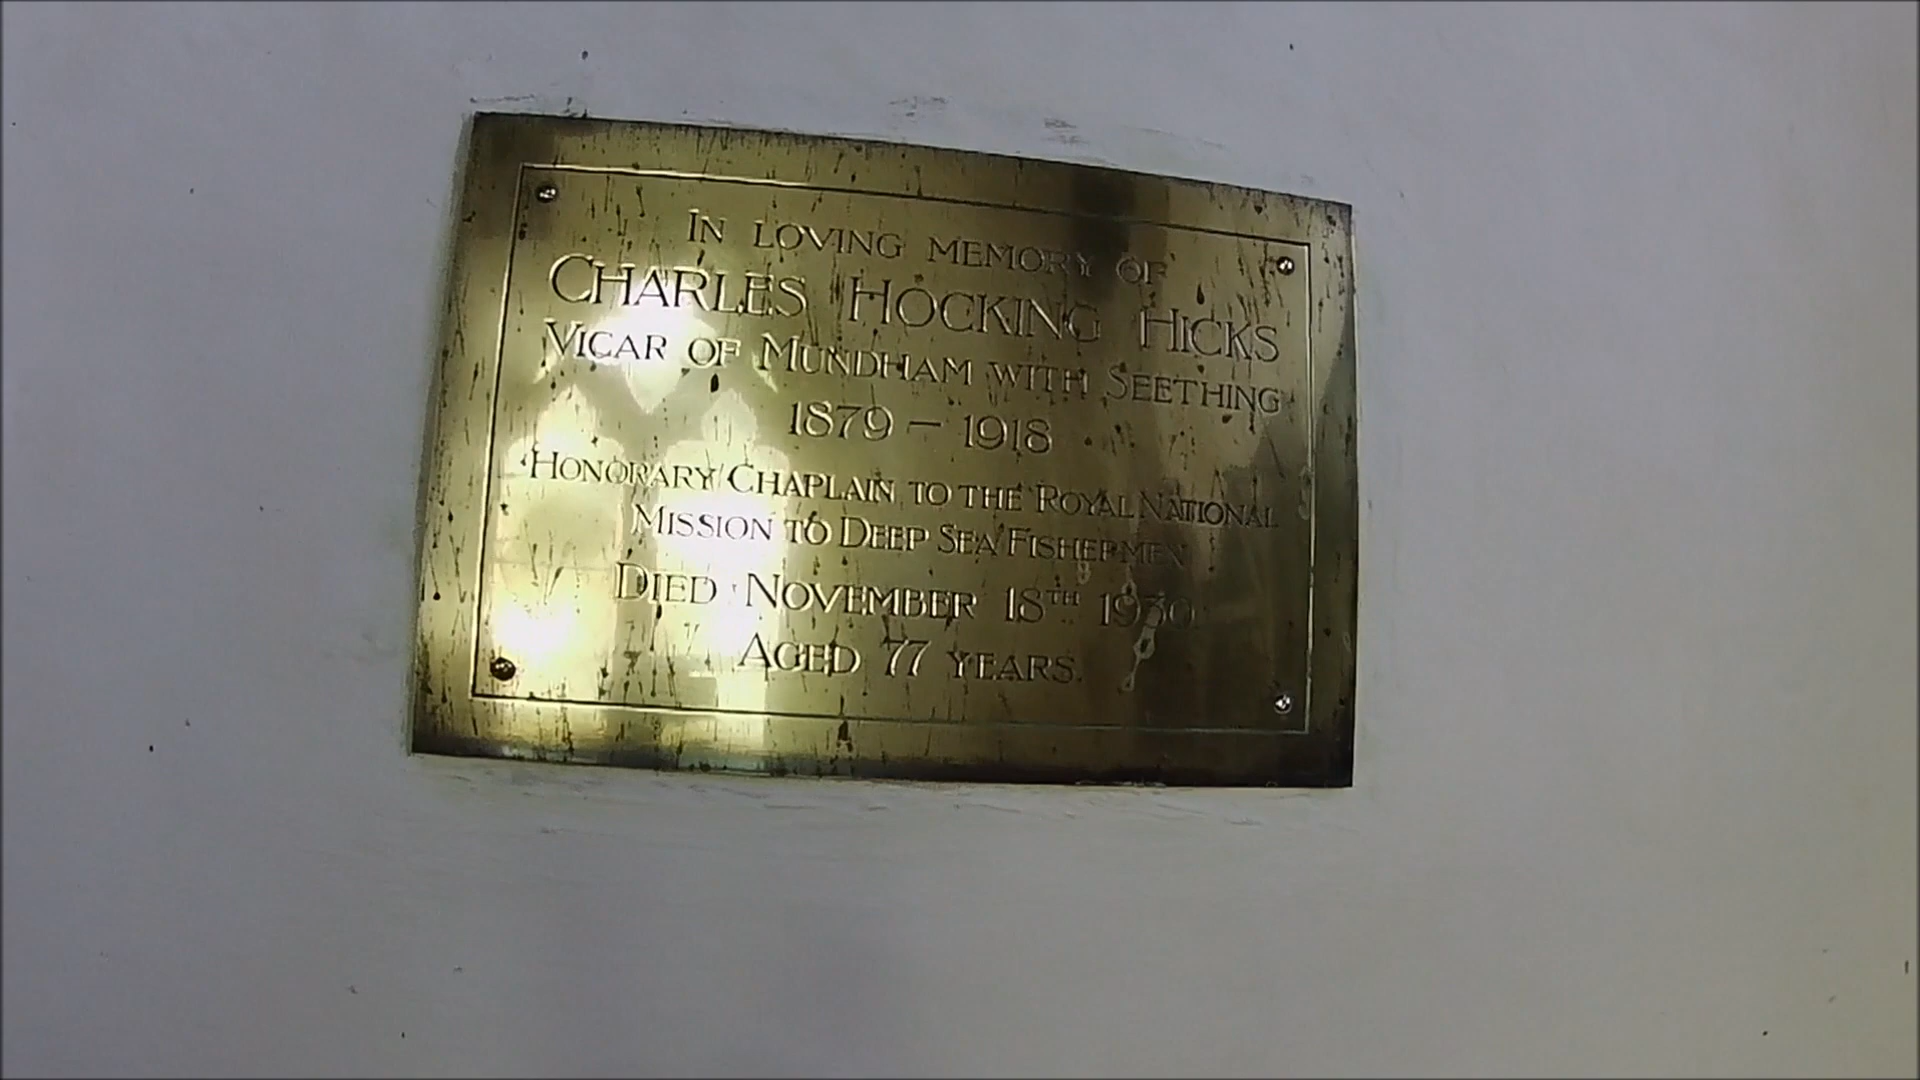 IN LOVING MEMORY OF
CHARLES HOCKING HICKS
VICAR OF MUNDHAM WITH SEETHING
1879 – 1918
HONORARY CHAPLAIN TO THE ROYAL NATIONAL
MISSION TO DEEP SEA FISHERMEN
DIED NOVEMBER 18TH 1930
AGED 77 YEARS.